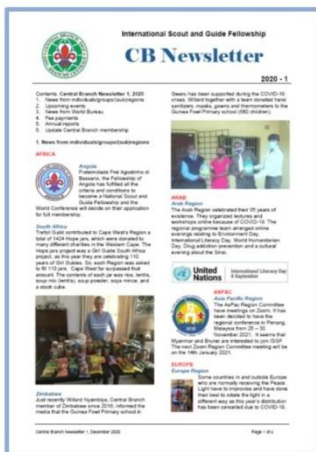 International Scout and Guide Fellowship
CB Newsletter
2020 - 1
Contents: Central Branch Newsletter 1, 2020
1. News from individuals/groups/(sub)regions
2. Upcoming events
3. News from World Bureau
4. Fee payments
5. Annual reports
6. Update Central Branch membership
1. News from individuals/groups/(sub)regions
AFRICA
Angola
Fraternidade Frei Agostinho di
Bassano, the Fellowship of
Angola has fulfilled all the
criteria and conditions to
become a National Scout and
Guide Fellowship and the
World Conference will decide on their application
for full membership.
South Africa
Trefoil Guild contributed to Cape West's Region a
total of 1424 Hope jars, which were donated to
many different charities in the Western Cape. The
Hope jars project was a Girl Guide South Africa
project, as this year they are celebrating 110
years of Girl Guides. So, each Region was asked
to fill 110 jars. Cape West far surpassed that
amount. The contents of each jar was rice, lentils,
soup mix (lentils), soup powder, soya mince, and
a stock cube.
Zimbabwe
Just recently Willard Nyambiya, Central Branch
member of Zimbabwe since 2016, informed the
media that the Guinea Fowl Primary school in
Gweru has been supported during the COVID-19
crises. Willard together with a team donated hand
sanitizers, masks, gowns and thermometers to the
Guinea Fowl Primary school (680 children).
ARAB
Arab Region
The Arab Region celebrated their 35 years of
existence. They organized lectures and
workshops online because of COVID-19. The
regional programme team arranged online
evenings relating to Environment Day,
International Literacy Day, World Humanitarian
Day, Drug addiction prevention and a cultural
evening about the Sinai.
United
Nations
International Literacy Day
8 September
ASPAC
Asia Pacific Region
The AsPac Region Committee
have meetings on Zoom. It has
been decided to have the
regional conference in Penang,
Malaysia from 25 – 30
November 2021. It seems that
Myanmar and Brunei are interested to join ISGF.
The next Zoom Region Committee meeting will be
on the 14th January 2021.
EUROPE
Europe Region
Some countries in and outside Europe
who are normally receiving the Peace
Light have to improvise and have done
their best to rotate the light in a
different way as this year's distribution
has been cancelled due to COVID-19.
Central Branch Newsletter 1, December 2020
Page 1 of 4